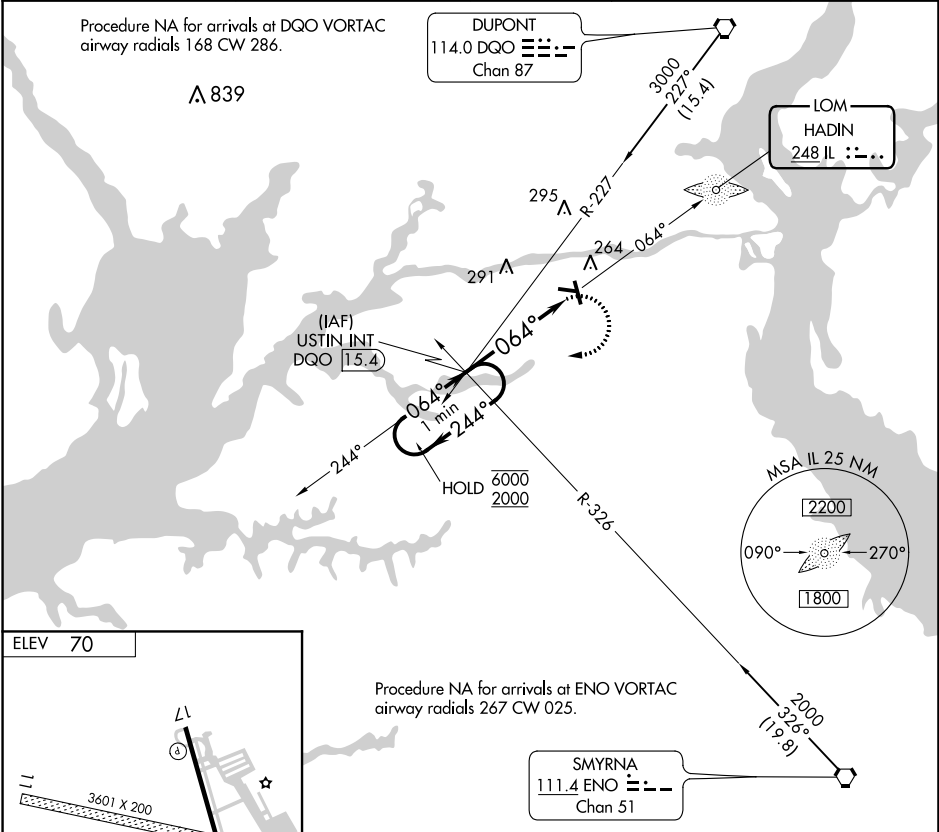 Procedure NA for arrivals at DQO VORTAC
airway radials 168 CW 286.
839
DUPONT
114.0 DQO
Chan 87
3000
227°
(15.4)
LOM
HADIN
248 IL
295
R-227
291
264
064°
(IAF)
USTIN INT
DQO 15.4
064°
064°
1 min
244°
244°
HOLD 6000
2000
R-326
MSA IL 25 NM
2200
090°
270°
1800
ELEV 70
Procedure NA for arrivals at ENO VORTAC
airway radials 267 CW 025.
2000
326°
(19.8)
SMYRNA
111.4 ENO
Chan 51
17
P
11
3601 X 200